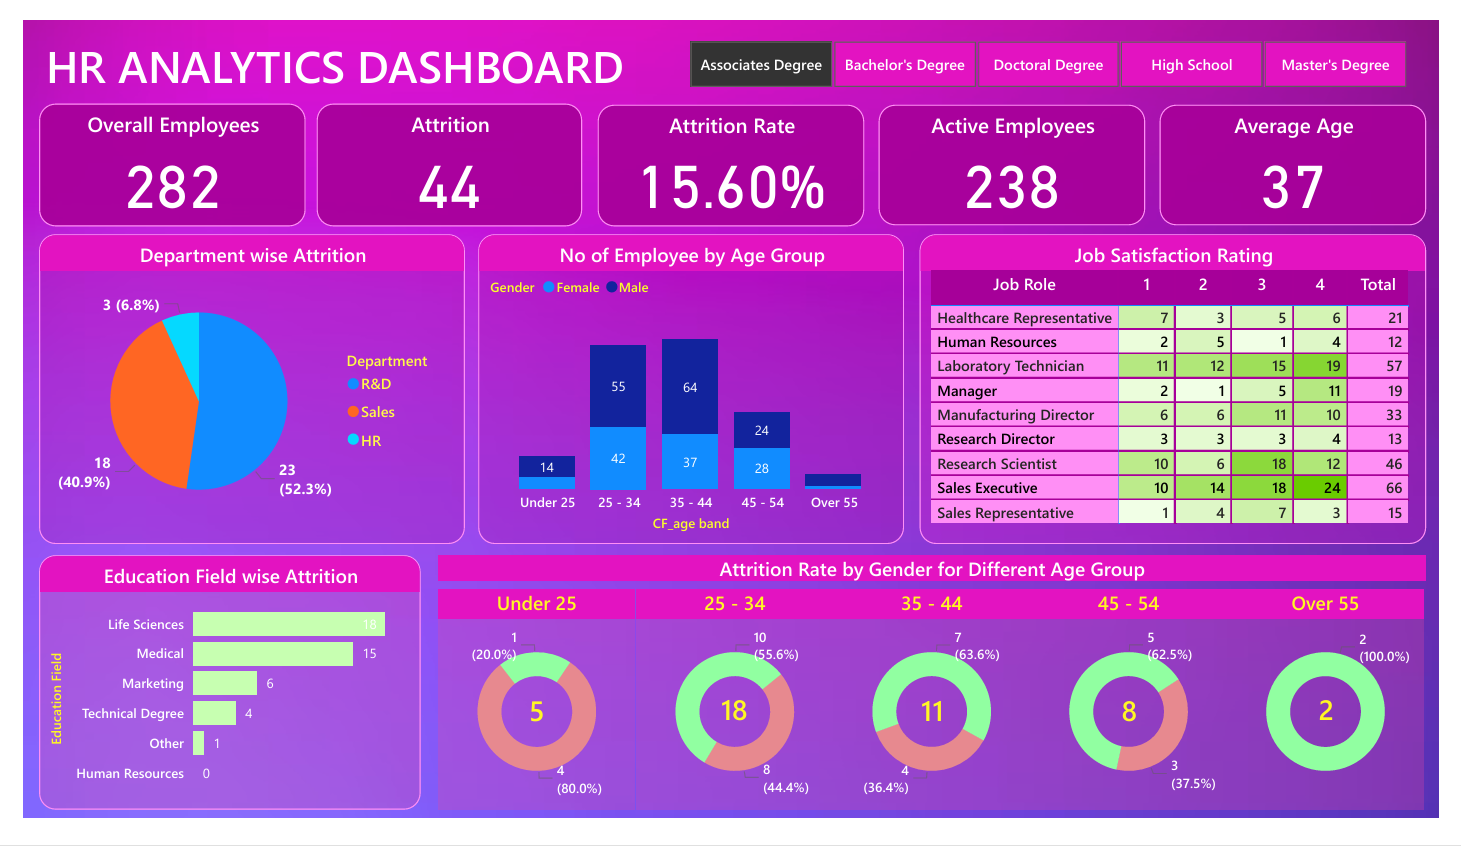 HR ANALYTICS DASHBOARD
Associates Degree Bachelor's Degree Doctoral Degree High School Master's Degree
Overall Employees
282
Attrition
44
Attrition Rate
15.60%
Active Employees
238
Average Age
37
Department wise Attrition
3 (6.8%)
18
(40.9%)
23
(52.3%)
Department
R&D
Sales
HR
No of Employee by Age Group
Gender Female Male
14
55
42
64
37
24
28
Under 25 25 - 34 35 - 44 45 - 54 Over 55
CF_age band
Job Satisfaction Rating
Job Role 1 2 3 4 Total
Healthcare Representative 7 3 5 6 21
Human Resources 2 5 1 4 12
Laboratory Technician 11 12 15 19 57
Manager 2 1 5 11 19
Manufacturing Director 6 6 11 10 33
Research Director 3 3 3 4 13
Research Scientist 10 6 18 12 46
Sales Executive 10 14 18 24 66
Sales Representative 1 4 7 3 15
Education Field wise Attrition
Education Field
Life Sciences 18
Medical 15
Marketing 6
Technical Degree 4
Other 1
Human Resources 0
Attrition Rate by Gender for Different Age Group
Under 25 25 - 34 35 - 44 45 - 54 Over 55
1
(20.0%)
5
4
(80.0%)
10
(55.6%)
18
8
(44.4%)
7
(63.6%)
11
4
(36.4%)
5
(62.5%)
8
3
(37.5%)
2
(100.0%)
2